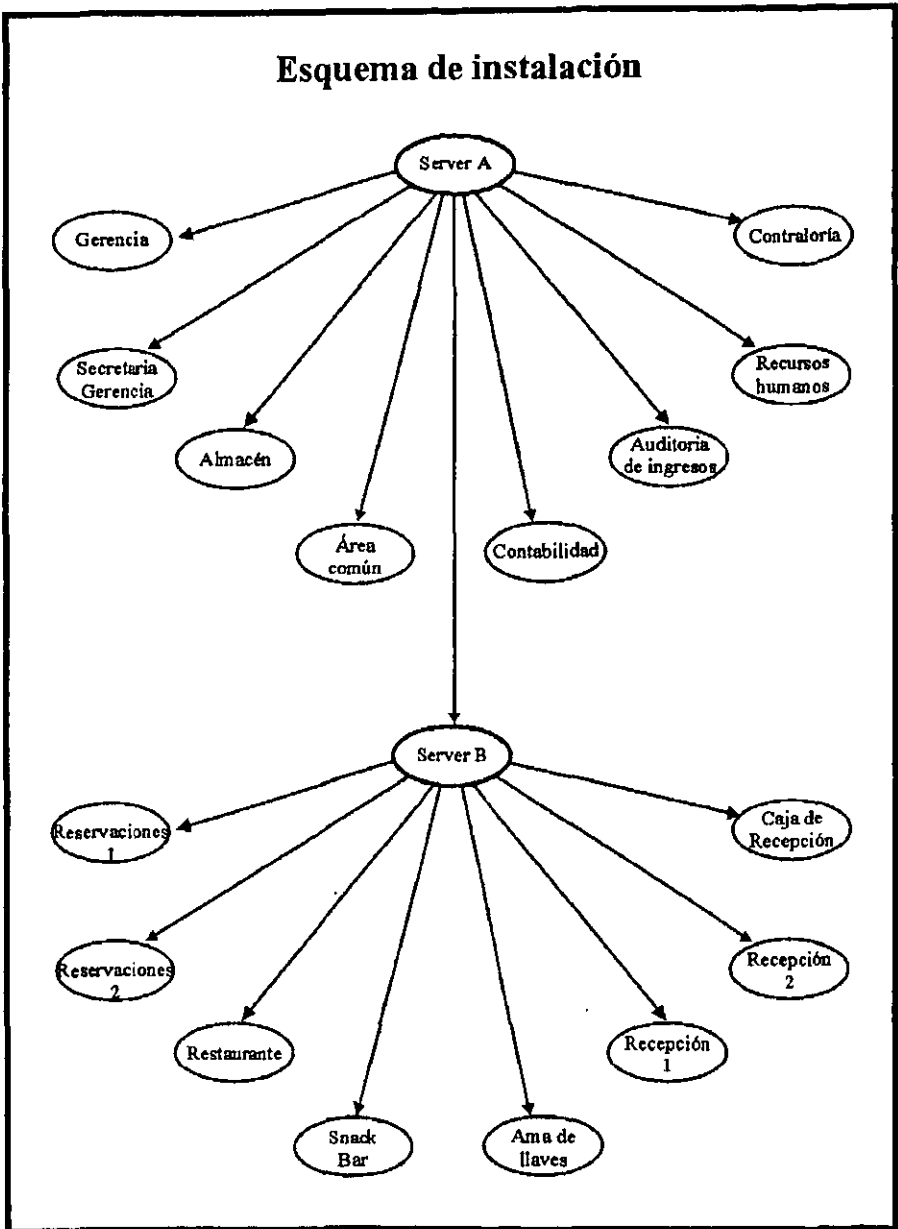 Esquema de instalación
Server A
Gerencia
Contraloría
Secretaria
Gerencia
Recursos
humanos
Almacén
Auditoria
de ingresos
Área
común
Contabilidad
Server B
Reservaciones
1
Caja de
Recepción
Reservaciones
2
Recepción
2
Restaurante
Recepción
1
Snack
Bar
Ama de
llaves